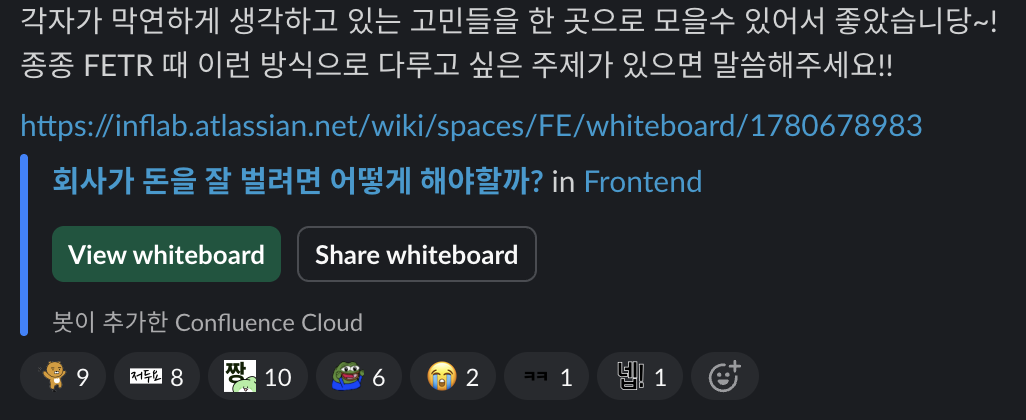 각자가 막연하게 생각하고 있는 고민들을 한 곳으로 모을수 있어서 좋았습니당~!
종종 FETR 때 이런 방식으로 다루고 싶은 주제가 있으면 말씀해주세요!!
https://inflab.atlassian.net/wiki/spaces/FE/whiteboard/1780678983
회사가 돈을 잘 벌려면 어떻게 해야할까? in Frontend
View whiteboard Share whiteboard
봇이 추가한 Confluence Cloud
9 저두요 8 짱 10 6 2 ㅋㅋ 1 넵! 1